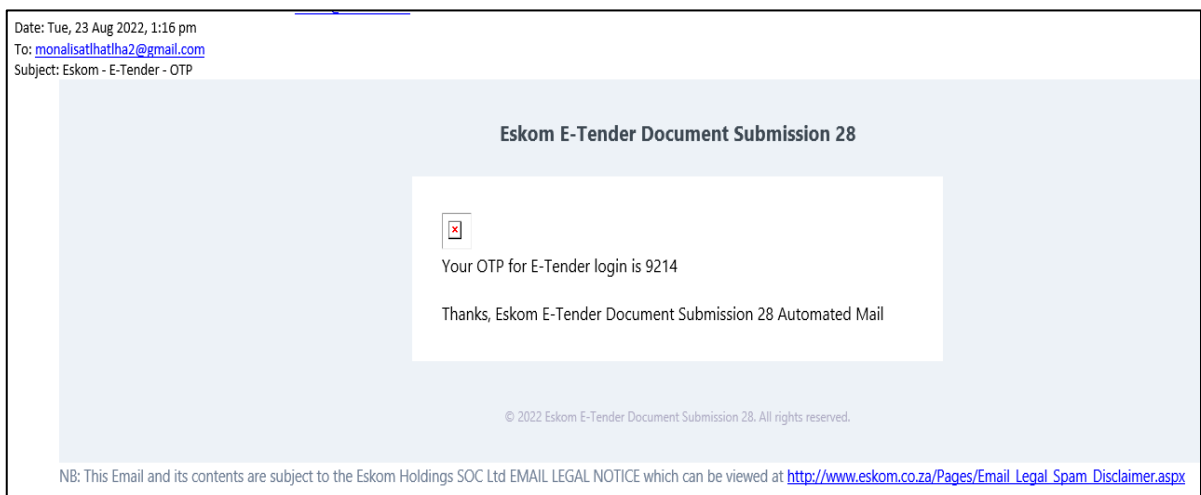 Date: Tue, 23 Aug 2022, 1:16 pm
To: monalisatlhatlha2@gmail.com
Subject: Eskom - E-Tender - OTP
Eskom E-Tender Document Submission 28
Your OTP for E-Tender login is 9214
Thanks, Eskom E-Tender Document Submission 28 Automated Mail
© 2022 Eskom E-Tender Document Submission 28. All rights reserved.
NB: This Email and its contents are subject to the Eskom Holdings SOC Ltd EMAIL LEGAL NOTICE which can be viewed at http://www.eskom.co.za/Pages/Email_Legal_Spam_Disclaimer.aspx